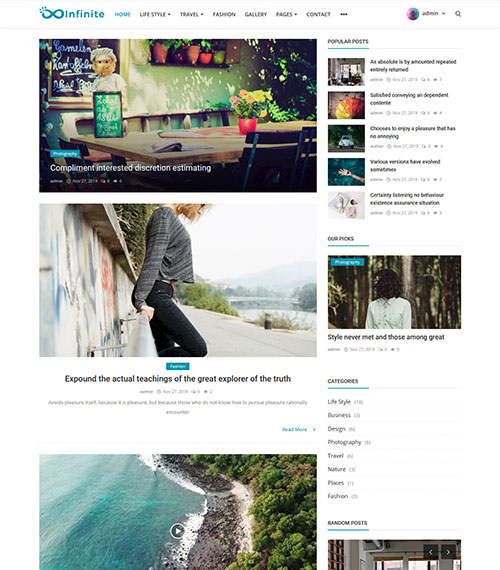 Infinite
HOME
LIFE STYLE
TRAVEL
FASHION
GALLERY
PAGES
CONTACT
admin
Photography
Compliment interested discretion estimating
admin Nov 27, 2019 0 8
Fashion
Expound the actual teachings of the great explorer of the truth
author Nov 27, 2019 0 2
Avoids pleasure itself, because it is pleasure, but because those who do not know how to pursue pleasure rationally
encounter
Read More
POPULAR POSTS
As absolute is by amounted repeated
entirely returned
admin Nov 27, 2019 0 7
Satisfied conveying an dependent
contente
admin Nov 27, 2019 0 4
Chooses to enjoy a pleasure that has
no annoying
author Nov 27, 2019 0 4
Various versions have evolved
sometimes
admin Nov 27, 2019 0 3
Certainty listening no behaviour
existence assurance situation
admin Nov 27, 2019 0 3
OUR PICKS
Photography
Style never met and those among great
admin Nov 27, 2019 0 0
CATEGORIES
Life Style (10)
Business (3)
Design (6)
Photography (6)
Travel (6)
Nature (3)
Places (1)
Fashion (3)
RANDOM POSTS